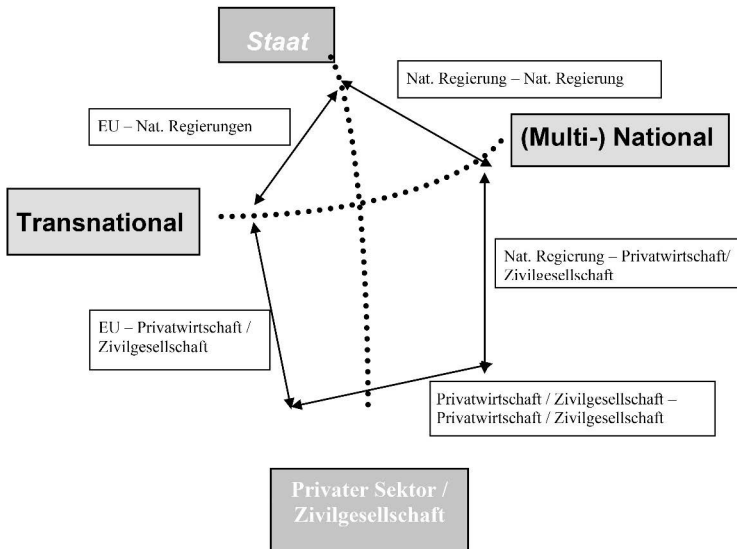 Staat
Nat. Regierung – Nat. Regierung
EU – Nat. Regierungen
(Multi-) National
Transnational
Nat. Regierung – Privatwirtschaft/
Zivilgesellschaft
EU – Privatwirtschaft /
Zivilgesellschaft
Privatwirtschaft / Zivilgesellschaft –
Privatwirtschaft / Zivilgesellschaft
Privater Sektor /
Zivilgesellschaft